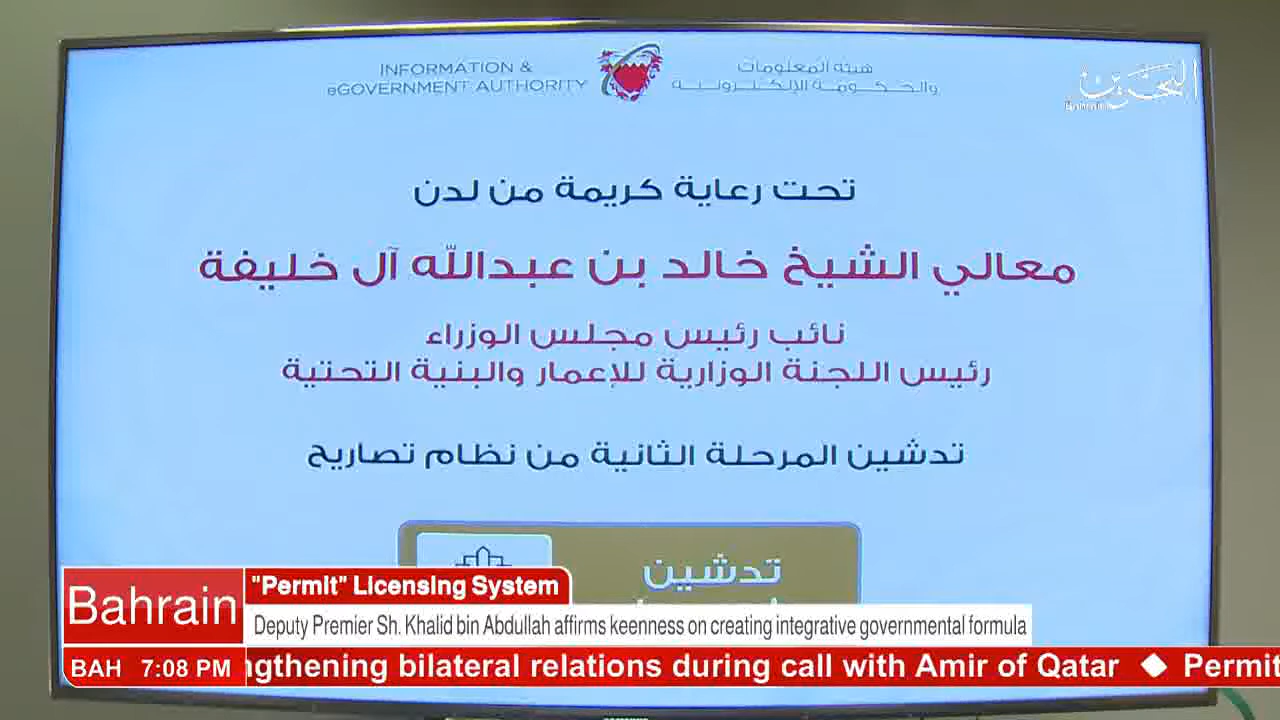 INFORMATION &
eGOVERNMENT AUTHORITY
هيئة المعلومات
والحكومة الإلكترونية
البحرين
Bahrain
تحت رعاية كريمة من لدن
معالي الشيخ خالد بن عبدالله آل خليفة
نائب رئيس مجلس الوزراء
رئيس اللجنة الوزارية للإعمار والبنية التحتية
تدشين المرحلة الثانية من نظام تصاريح
تدشين
Bahrain
"Permit" Licensing System
Deputy Premier Sh. Khalid bin Abdullah affirms keenness on creating integrative governmental formula
BAH 7:08 PM
ngthening bilateral relations during call with Amir of Qatar ◆ Permit